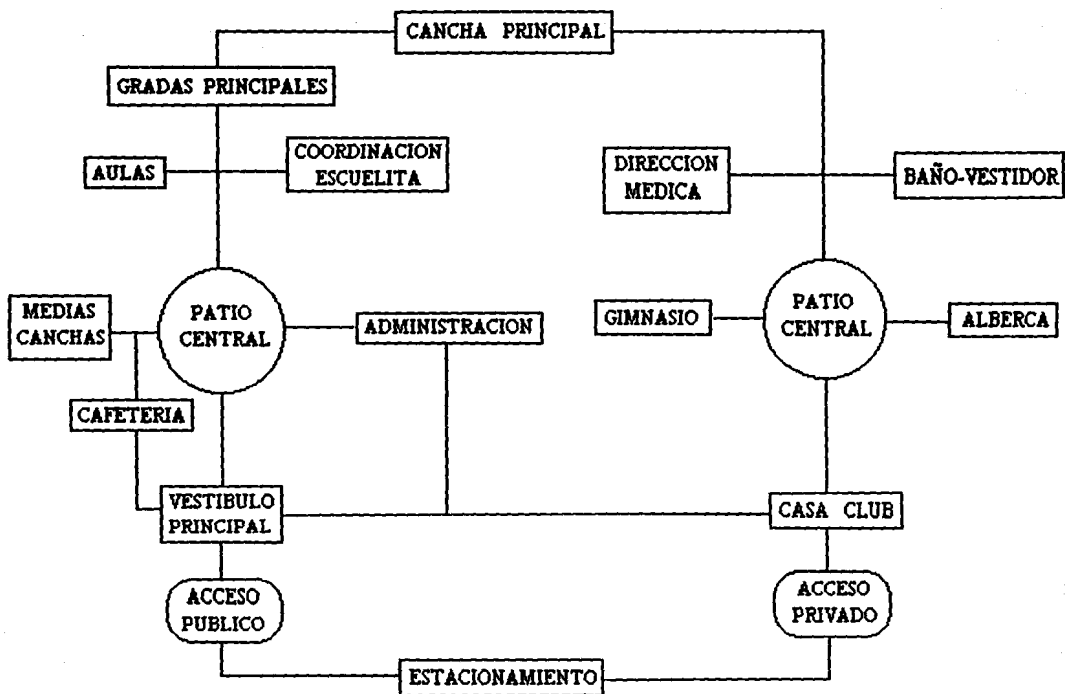 CANCHA PRINCIPAL
GRADAS PRINCIPALES
AULAS
COORDINACION
ESCUELITA
DIRECCION
MEDICA
BAÑO-VESTIDOR
MEDIAS
CANCHAS
PATIO
CENTRAL
ADMINISTRACION
GIMNASIO
PATIO
CENTRAL
ALBERCA
CAFETERIA
VESTIBULO
PRINCIPAL
CASA CLUB
ACCESO
PUBLICO
ACCESO
PRIVADO
ESTACIONAMIENTO